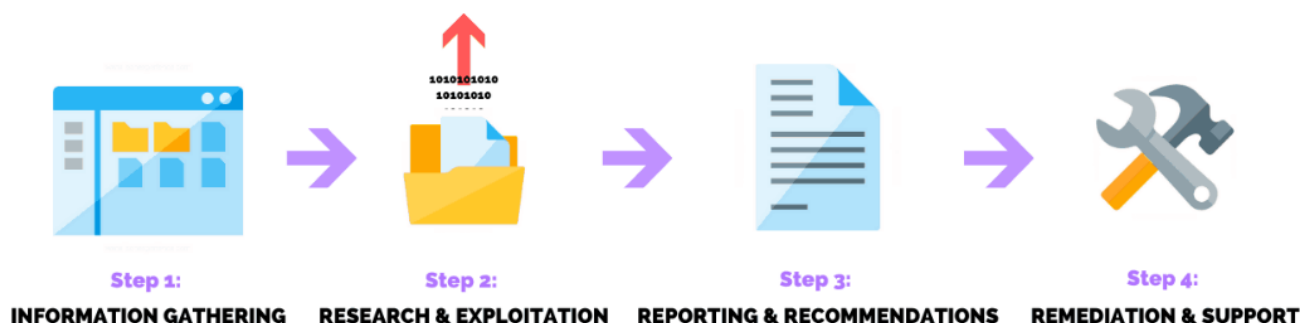 1010101010
10101010
Step 1:
INFORMATION GATHERING
Step 2:
RESEARCH & EXPLOITATION
Step 3:
REPORTING & RECOMMENDATIONS
Step 4:
REMEDIATION & SUPPORT